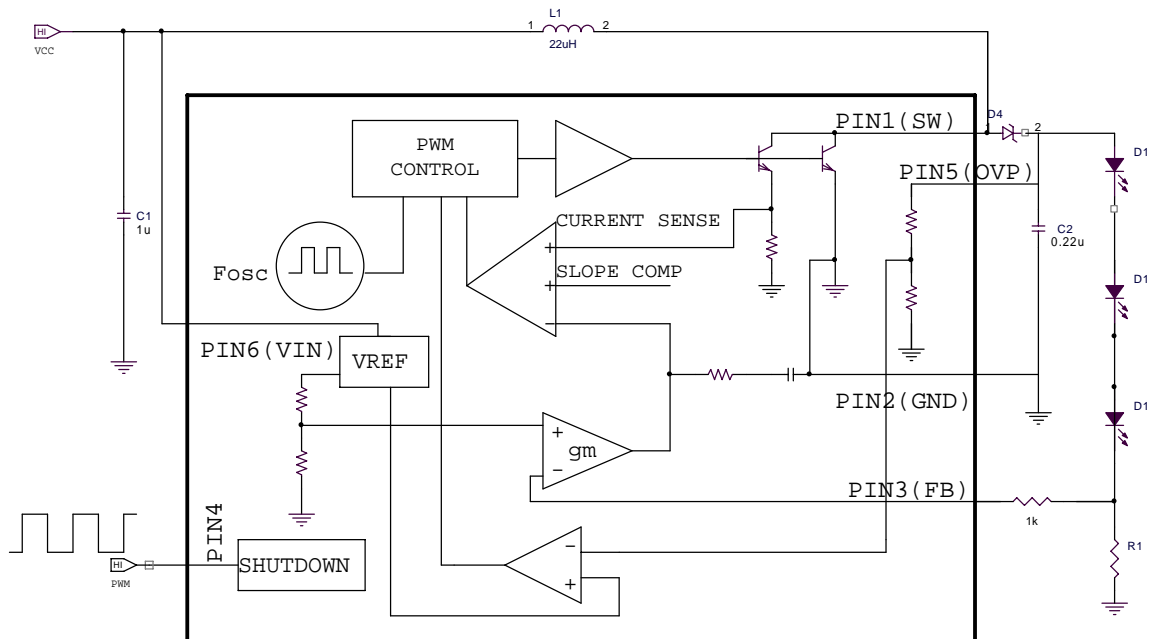 L1
1 2
22uH
HI
VCC
PIN1(SW)
D4
1 2
PWM
CONTROL
D1
PIN5(OVP)
C1
1u
CURRENT SENSE
C2
0.22u
Fosc
+
SLOPE COMP
+
−
D1
PIN6(VIN)
VREF
PIN2(GND)
D1
+
gm
−
PIN3(FB)
1k
PIN4
R1
HI
PWM
SHUTDOWN
−
+